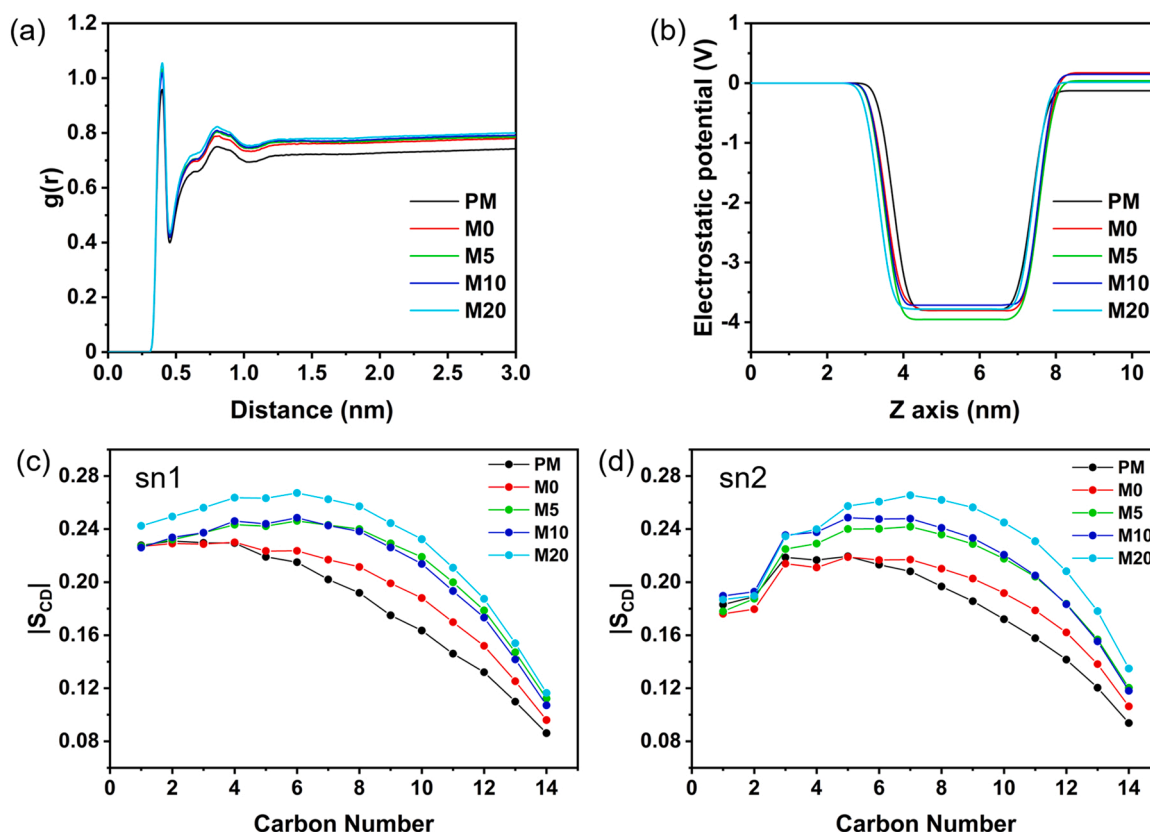 (a)
g(r)
1.2
1.0
0.8
0.6
0.4
0.2
0
PM
M0
M5
M10
M20
0.0 0.5 1.0 1.5 2.0 2.5 3.0
Distance (nm)
(b)
Electrostatic potential (V)
1
0
-1
-2
-3
-4
PM
M0
M5
M10
M20
0 2 4 6 8 10
Z axis (nm)
(c)
sn1
|S_CD|
0.28
0.24
0.20
0.16
0.12
0.08
PM
M0
M5
M10
M20
0 2 4 6 8 10 12 14
Carbon Number
(d)
sn2
|S_CD|
0.28
0.24
0.20
0.16
0.12
0.08
PM
M0
M5
M10
M20
0 2 4 6 8 10 12 14
Carbon Number